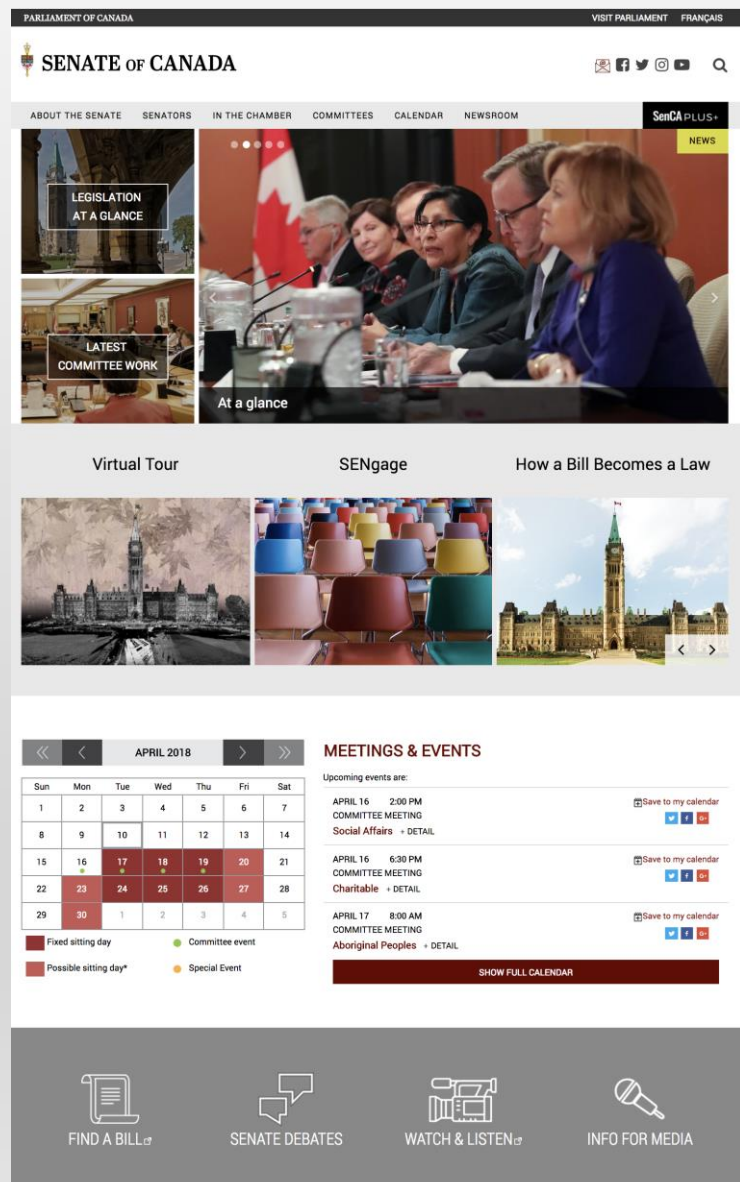 PARLIAMENT OF CANADA
VISIT PARLIAMENT FRANÇAIS
SENATE OF CANADA
ABOUT THE SENATE SENATORS IN THE CHAMBER COMMITTEES CALENDAR NEWSROOM SenCA PLUS+
NEWS
LEGISLATION
AT A GLANCE
LATEST
COMMITTEE WORK
At a glance
Virtual Tour SENgage How a Bill Becomes a Law
APRIL 2018
Sun Mon Tue Wed Thu Fri Sat
1 2 3 4 5 6 7
8 9 10 11 12 13 14
15 16 17 18 19 20 21
22 23 24 25 26 27 28
29 30 1 2 3 4 5
Fixed sitting day Committee event
Possible sitting day* Special Event
MEETINGS & EVENTS
Upcoming events are:
APRIL 16 2:00 PM Save to my calendar
COMMITTEE MEETING
Social Affairs + DETAIL
APRIL 16 6:30 PM Save to my calendar
COMMITTEE MEETING
Charitable + DETAIL
APRIL 17 8:00 AM Save to my calendar
COMMITTEE MEETING
Aboriginal Peoples + DETAIL
SHOW FULL CALENDAR
FIND A BILL SENATE DEBATES WATCH & LISTEN INFO FOR MEDIA